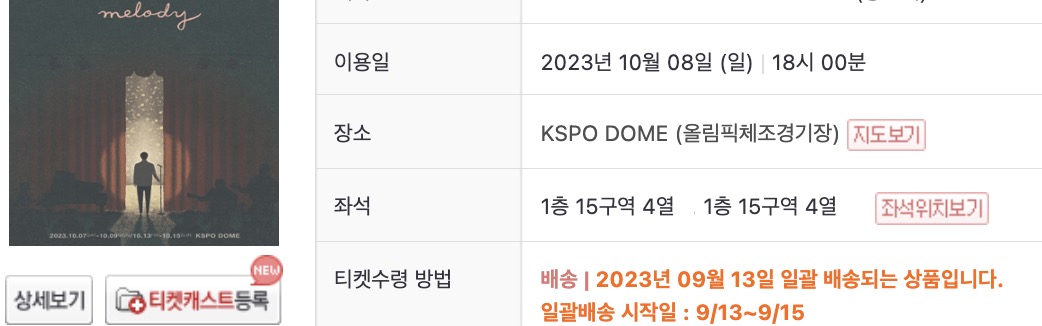 melody
2023.10.07 KSPO DOME
상세보기
NEW
티켓캐스트등록
이용일
2023년 10월 08일 (일) | 18시 00분
장소
KSPO DOME (올림픽체조경기장) 지도보기
좌석
1층 15구역 4열 , 1층 15구역 4열 좌석위치보기
티켓수령 방법
배송 | 2023년 09월 13일 일괄 배송되는 상품입니다.
일괄배송 시작일 : 9/13~9/15